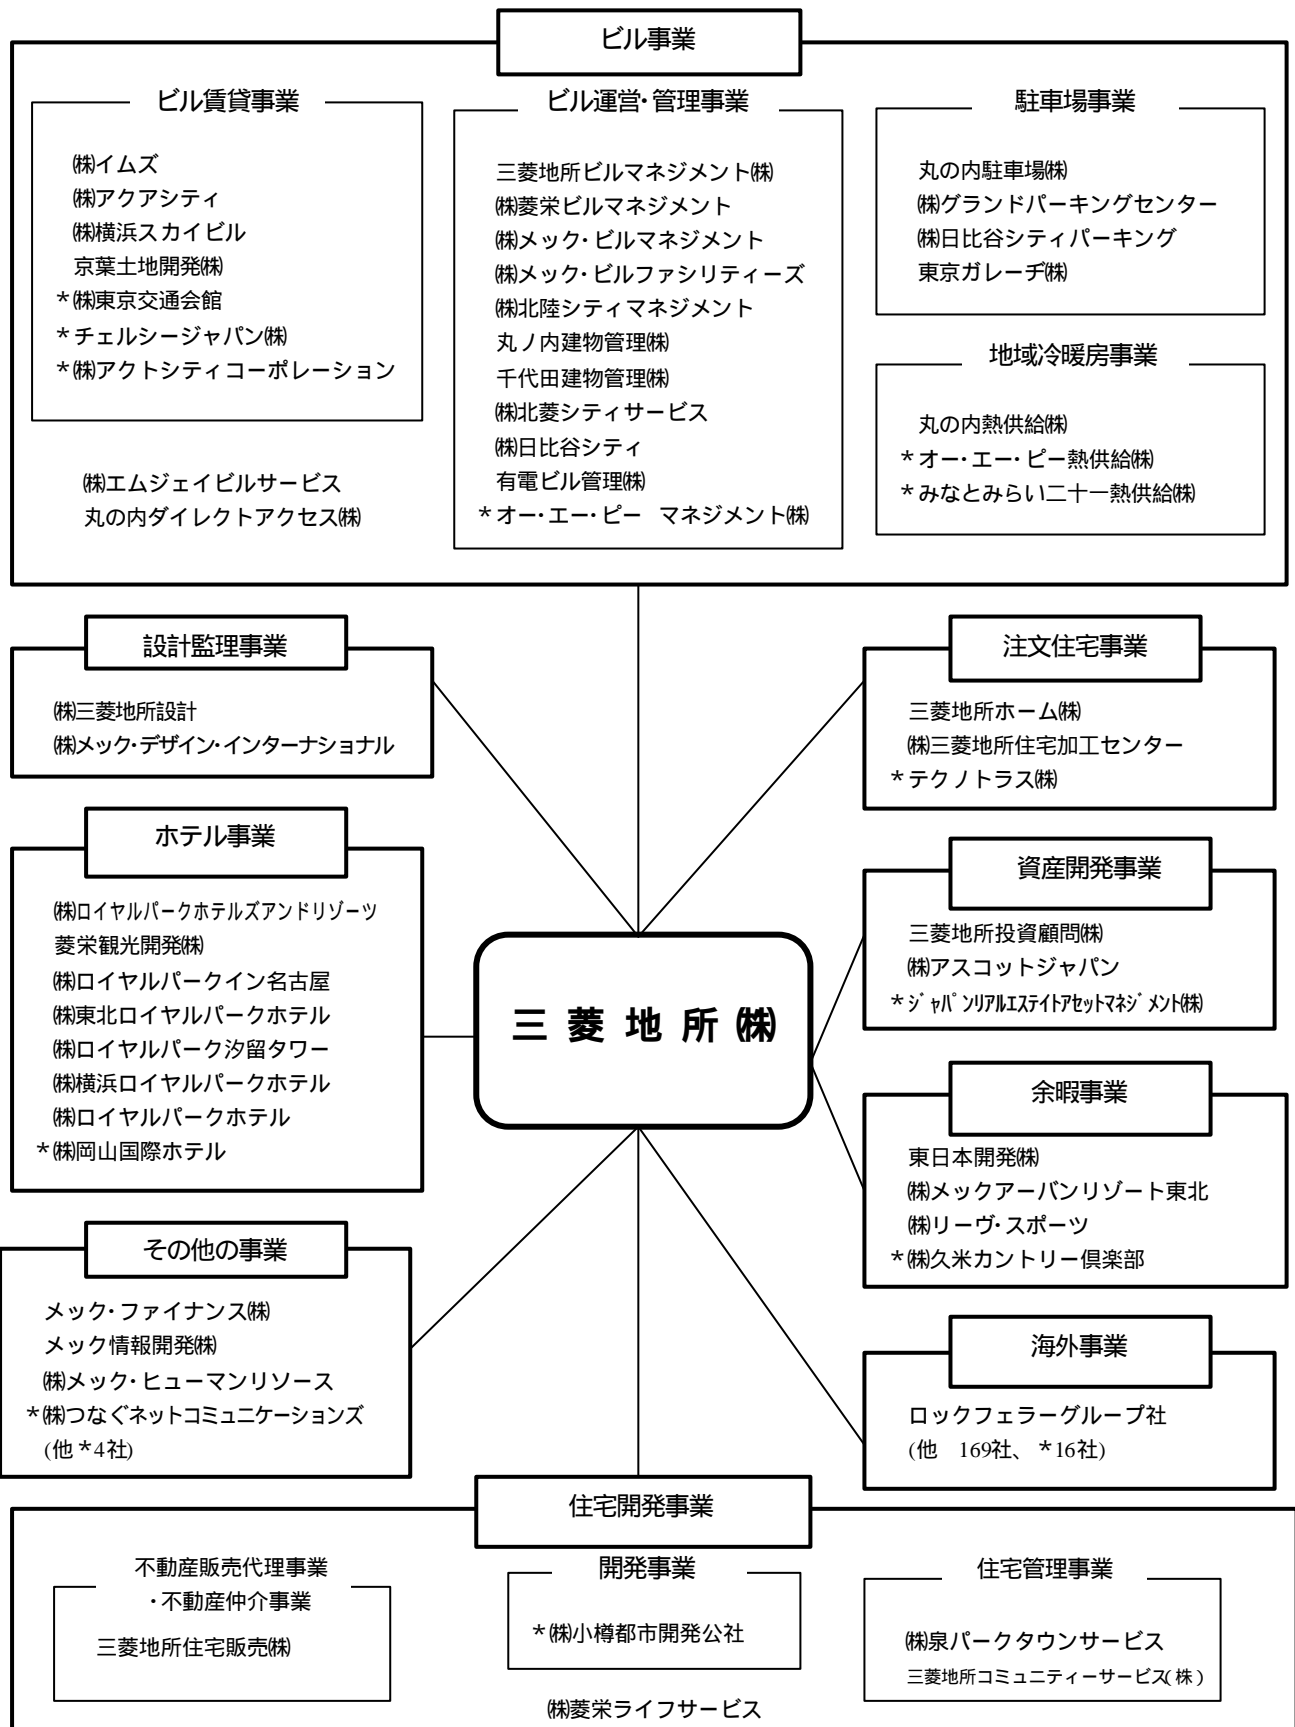 ビル事業
ビル賃貸事業
㈱イムズ
㈱アクアシティ
㈱横浜スカイビル
京葉土地開発㈱
*㈱東京交通会館
*チェルシージャパン㈱
*㈱アクトシティコーポレーション
㈱エムジェイビルサービス
丸の内ダイレクトアクセス㈱
ビル運営・管理事業
三菱地所ビルマネジメント㈱
㈱菱栄ビルマネジメント
㈱メック・ビルマネジメント
㈱メック・ビルファシリティーズ
㈱北陸シティマネジメント
丸ノ内建物管理㈱
千代田建物管理㈱
㈱北菱シティサービス
㈱日比谷シティ
有電ビル管理㈱
*オー・エー・ピー　マネジメント㈱
駐車場事業
丸の内駐車場㈱
㈱グランドパーキングセンター
㈱日比谷シティパーキング
東京ガレーヂ㈱
地域冷暖房事業
丸の内熱供給㈱
*オー・エー・ピー熱供給㈱
*みなとみらい二十一熱供給㈱
設計監理事業
㈱三菱地所設計
㈱メック・デザイン・インターナショナル
注文住宅事業
三菱地所ホーム㈱
㈱三菱地所住宅加工センター
*テクノトラス㈱
ホテル事業
㈱ロイヤルパークホテルズアンドリゾーツ
菱栄観光開発㈱
㈱ロイヤルパークイン名古屋
㈱東北ロイヤルパークホテル
㈱ロイヤルパーク汐留タワー
㈱横浜ロイヤルパークホテル
㈱ロイヤルパークホテル
*㈱岡山国際ホテル
三菱地所㈱
資産開発事業
三菱地所投資顧問㈱
㈱アスコットジャパン
*ｼﾞｬﾊﾟﾝリアルエステイトアセットマネｼﾞﾒント㈱
余暇事業
東日本開発㈱
㈱メックアーバンリゾート東北
㈱リーヴ・スポーツ
*㈱久米カントリー倶楽部
その他の事業
メック・ファイナンス㈱
メック情報開発㈱
㈱メック・ヒューマンリソース
*㈱つなぐネットコミュニケーションズ
(他 *4社)
海外事業
ロックフェラーグループ社
(他　169社、 *16社)
住宅開発事業
不動産販売代理事業
・不動産仲介事業
三菱地所住宅販売㈱
開発事業
*㈱小樽都市開発公社
㈱菱栄ライフサービス
住宅管理事業
㈱泉パークタウンサービス
三菱地所コミュニティーサービス(株)